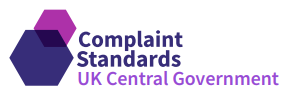 Complaint
Standards
UK Central Government